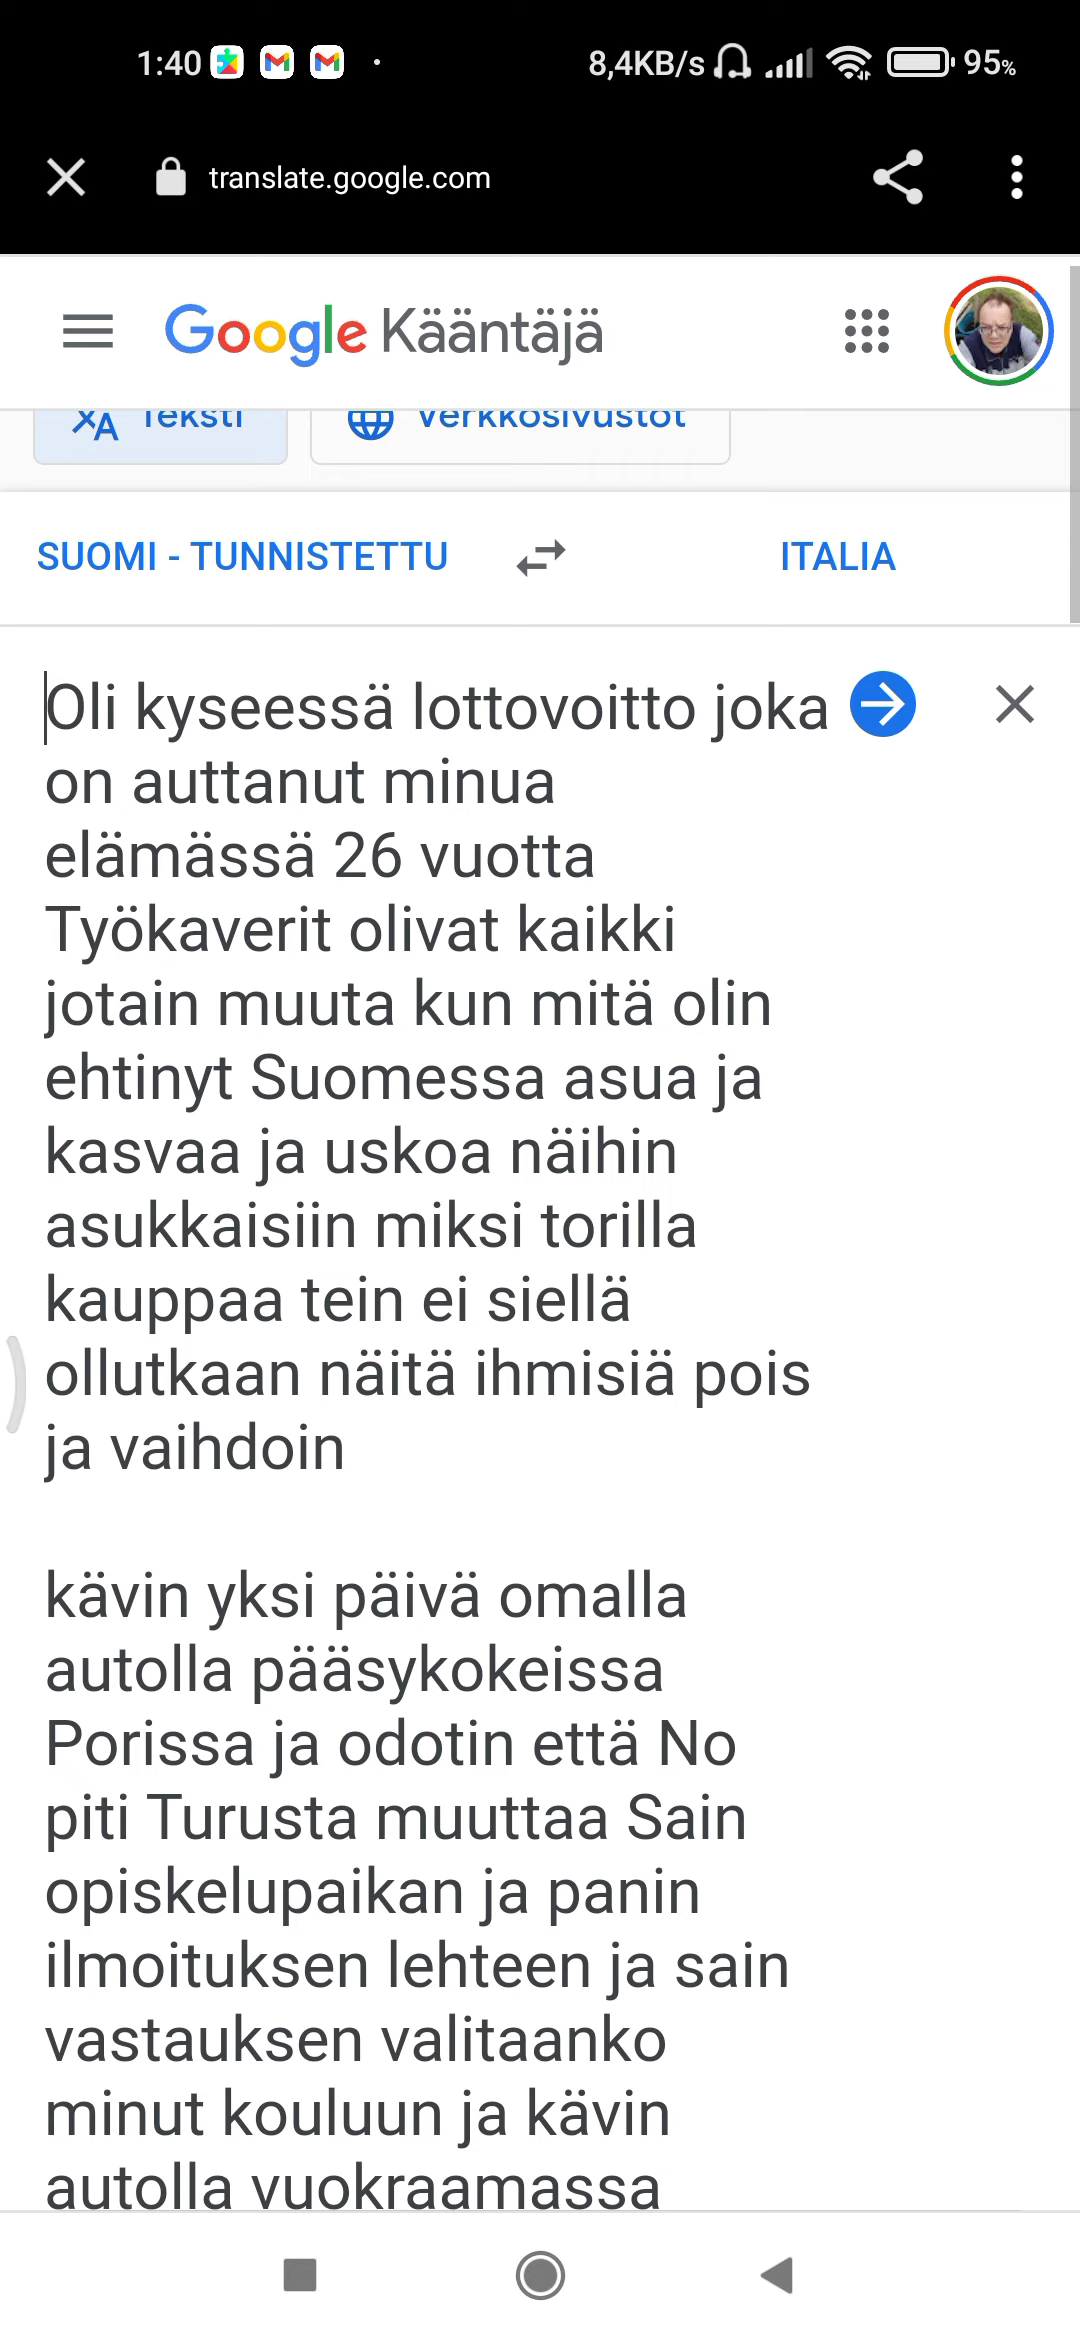 1:40
8,4KB/s
95%
translate.google.com
Google Kääntäjä
Teksti
Verkkosivustot
SUOMI - TUNNISTETTU
ITALIA
Oli kyseessä lottovoitto joka
on auttanut minua
elämässä 26 vuotta
Työkaverit olivat kaikki
jotain muuta kun mitä olin
ehtinyt Suomessa asua ja
kasvaa ja uskoa näihin
asukkaisiin miksi torilla
kauppaa tein ei siellä
ollutkaan näitä ihmisiä pois
ja vaihdoin
kävin yksi päivä omalla
autolla pääsykokeissa
Porissa ja odotin että No
piti Turusta muuttaa Sain
opiskelupaikan ja panin
ilmoituksen lehteen ja sain
vastauksen valitaanko
minut kouluun ja kävin
autolla vuokraamassa